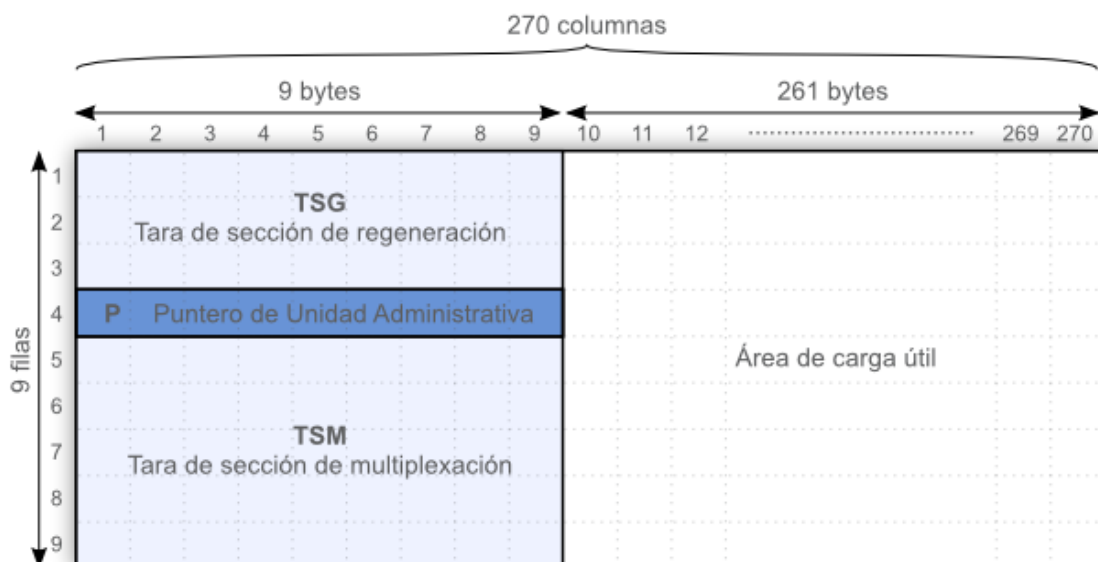 270 columnas
9 bytes
261 bytes
1 2 3 4 5 6 7 8 9 10 11 12 ........................................ 269 270
9 filas
1
2
3
4
5
6
7
8
9
TSG
Tara de sección de regeneración
P Puntero de Unidad Administrativa
TSM
Tara de sección de multiplexación
Área de carga útil